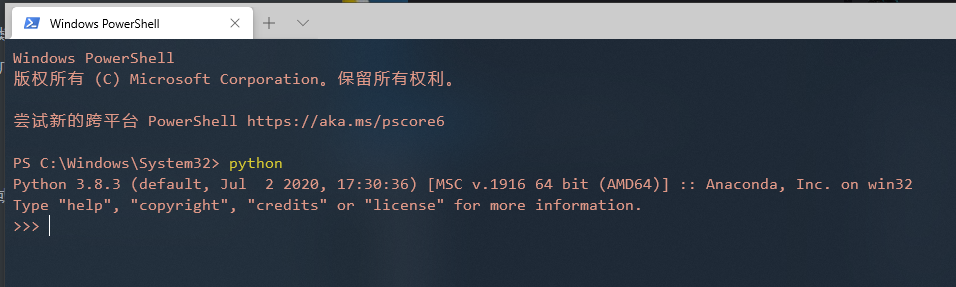 Windows PowerShell
Windows PowerShell
版权所有 (C) Microsoft Corporation。保留所有权利。
尝试新的跨平台 PowerShell https://aka.ms/pscore6
PS C:\Windows\System32> python
Python 3.8.3 (default, Jul  2 2020, 17:30:36) [MSC v.1916 64 bit (AMD64)] :: Anaconda, Inc. on win32
Type "help", "copyright", "credits" or "license" for more information.
>>>